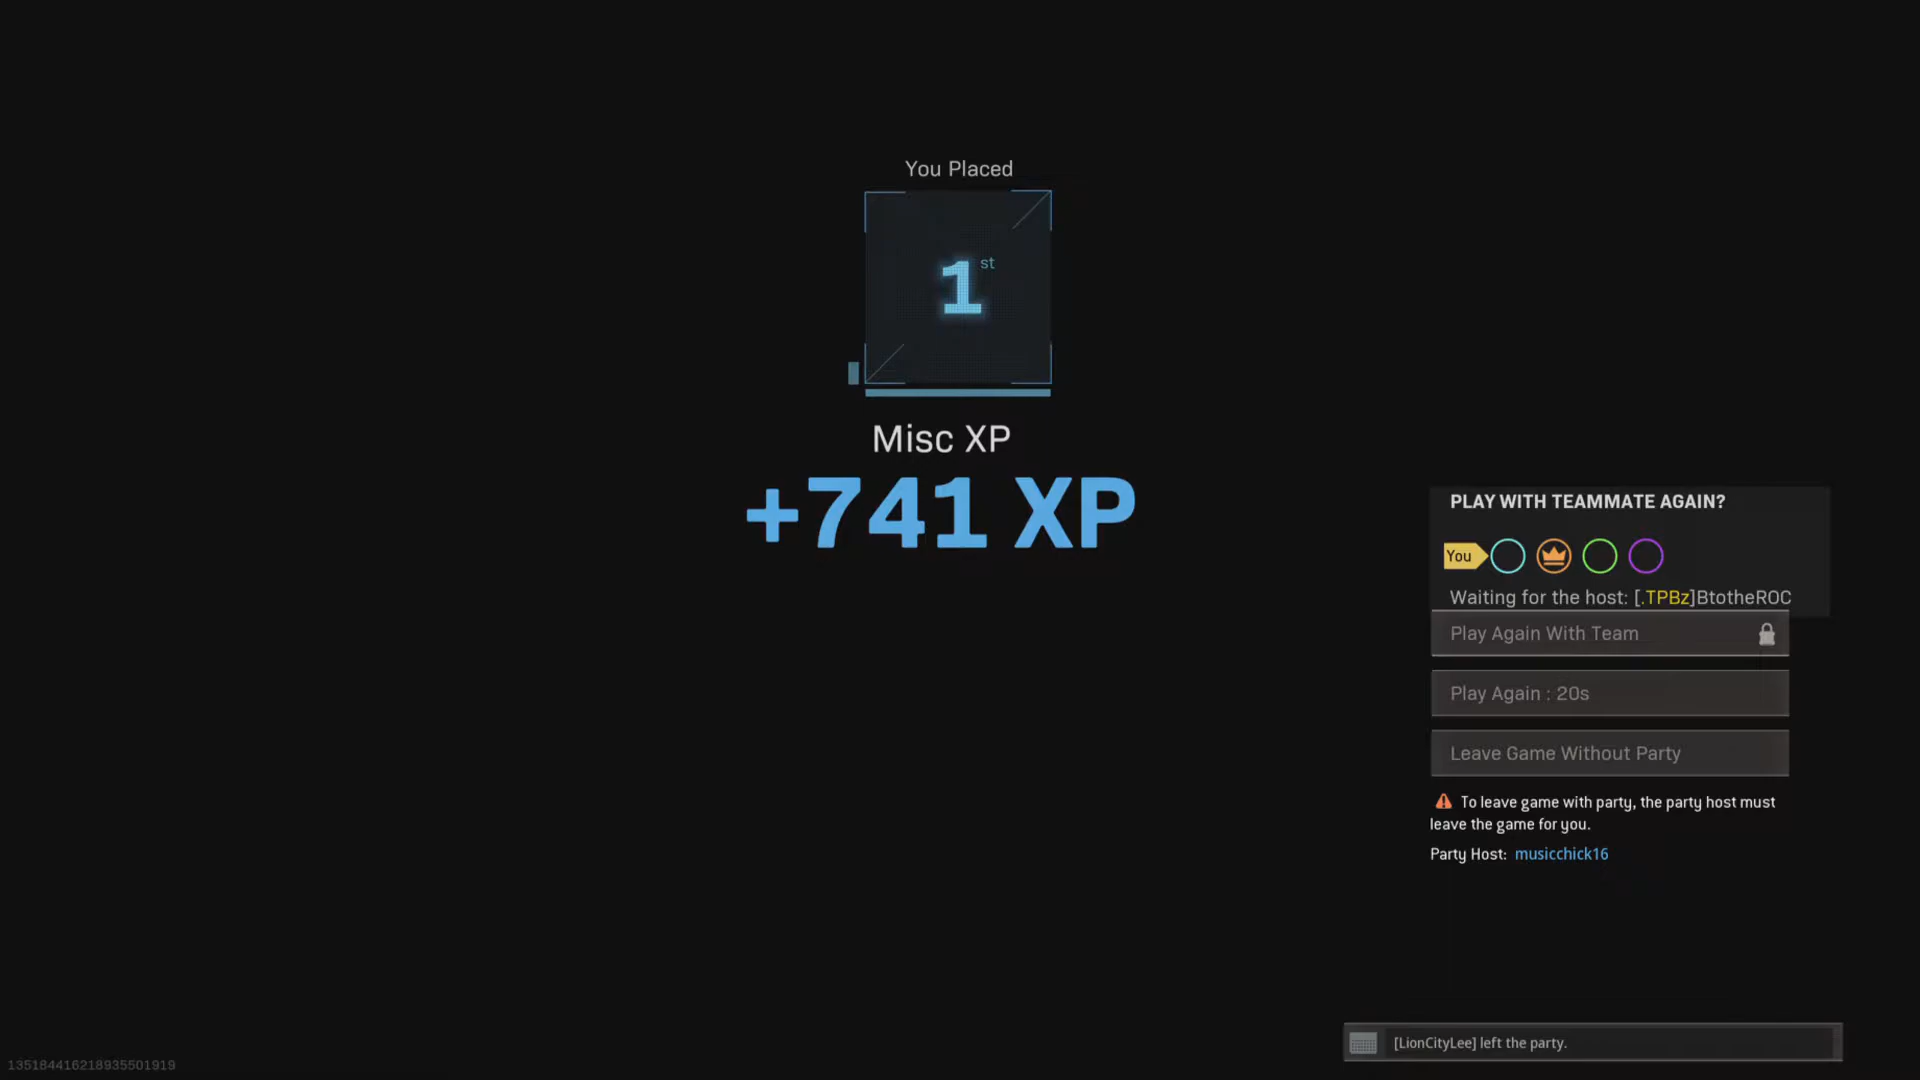 You Placed
1st
Misc XP
+741 XP
PLAY WITH TEAMMATE AGAIN?
You
Waiting for the host: [.TPBz]BtotheROC
Play Again With Team
Play Again : 20s
Leave Game Without Party
To leave game with party, the party host must
leave the game for you.
Party Host: musicchick16
[LionCityLee] left the party.
135184416218935501919